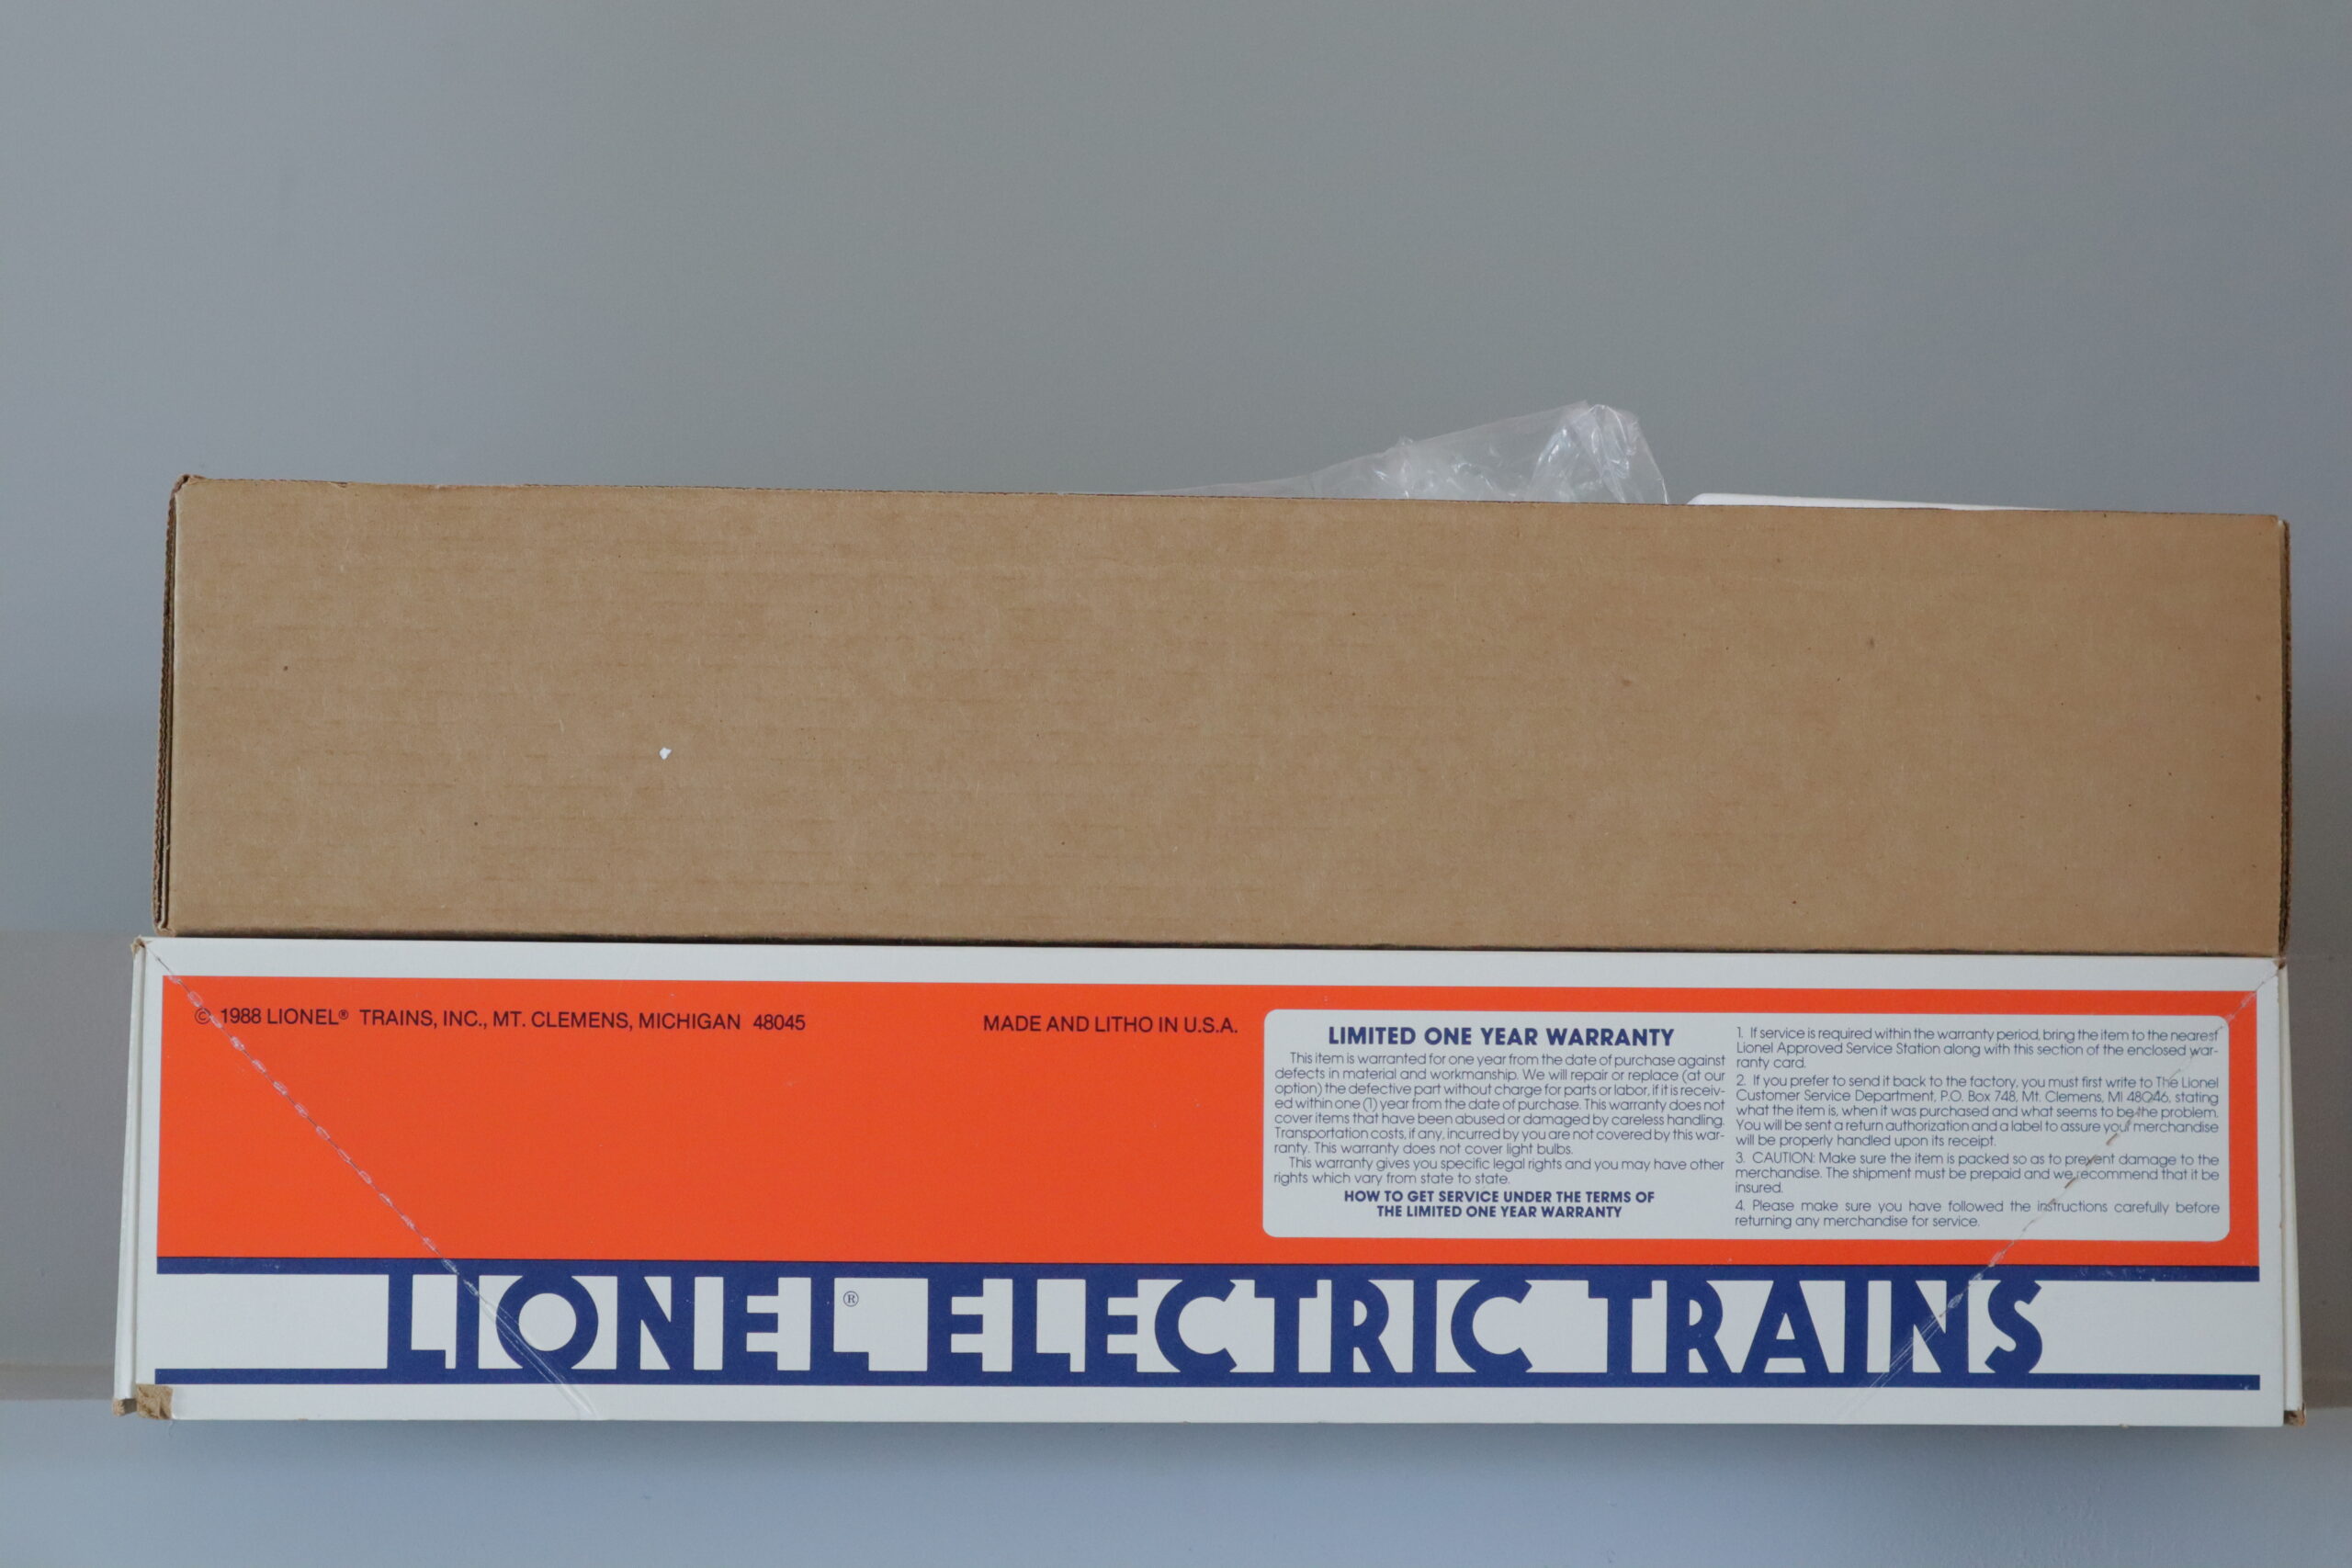 © 1988 LIONEL® TRAINS, INC., MT. CLEMENS, MICHIGAN 48045
MADE AND LITHO IN U.S.A.
LIMITED ONE YEAR WARRANTY
This item is warranted for one year from the date of purchase against
defects in material and workmanship. We will repair or replace (at our
option) the defective part without charge for parts or labor, if it is receiv-
ed within one (1) year from the date of purchase. This warranty does not
cover items that have been abused or damaged by careless handling.
Transportation costs, if any, incurred by you are not covered by this war-
ranty. This warranty does not cover light bulbs.
This warranty gives you specific legal rights and you may have other
rights which vary from state to state.
HOW TO GET SERVICE UNDER THE TERMS OF
THE LIMITED ONE YEAR WARRANTY
1. If service is required within the warranty period, bring the item to the nearest
Lionel Approved Service Station along with this section of the enclosed war-
ranty card.
2. If you prefer to send it back to the factory, you must first write to The Lionel
Customer Service Department, P.O. Box 748, Mt. Clemens, MI 48046, stating
what the item is, when it was purchased and what seems to be the problem.
You will be sent a return authorization and a label to assure your merchandise
will be properly handled upon its receipt.
3. CAUTION: Make sure the item is packed so as to prevent damage to the
merchandise. The shipment must be prepaid and we recommend that it be
insured.
4. Please make sure you have followed the instructions carefully before
returning any merchandise for service.
LIONEL® ELECTRIC TRAINS